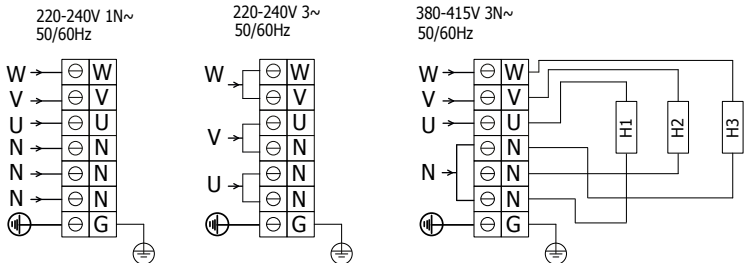 220-240V 1N~
50/60Hz
W W
V V
U U
N N
N N
N N
G
220-240V 3~
50/60Hz
W W
V
V U
N
U N
N
G
380-415V 3N~
50/60Hz
W W
V V
U U
N
N N
N
G
H1
H2
H3